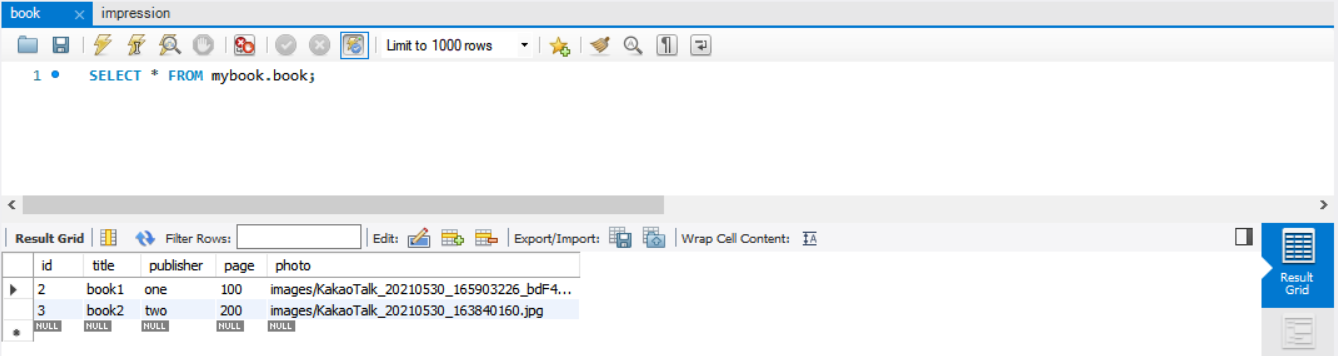 book × impression
Limit to 1000 rows
1 SELECT * FROM mybook.book;
Result Grid Filter Rows: Edit: Export/Import: Wrap Cell Content: IA
id title publisher page photo
2 book1 one 100 images/KakaoTalk_20210530_165903226_bdF4...
3 book2 two 200 images/KakaoTalk_20210530_163840160.jpg
NULL NULL NULL NULL NULL
Result
Grid